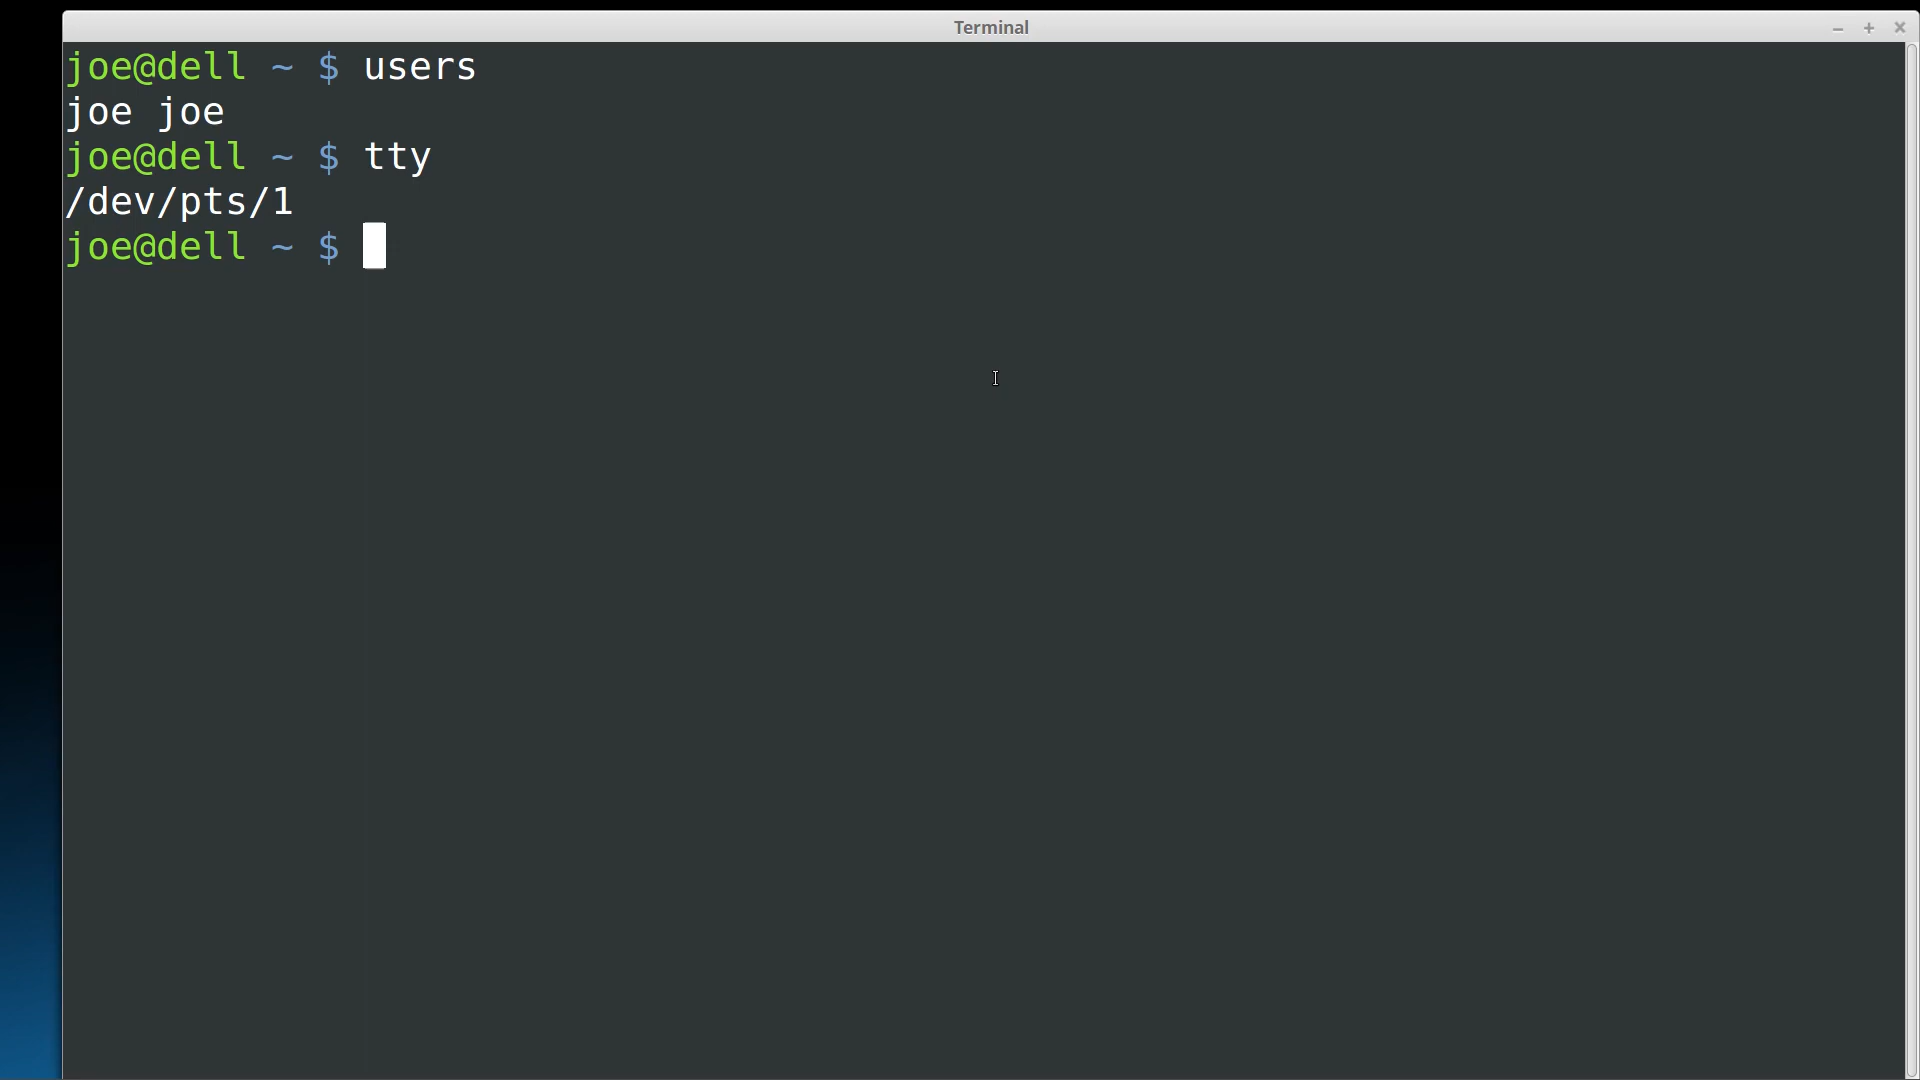 Terminal
joe@dell ~ $ users
joe joe
joe@dell ~ $ tty
/dev/pts/1
joe@dell ~ $